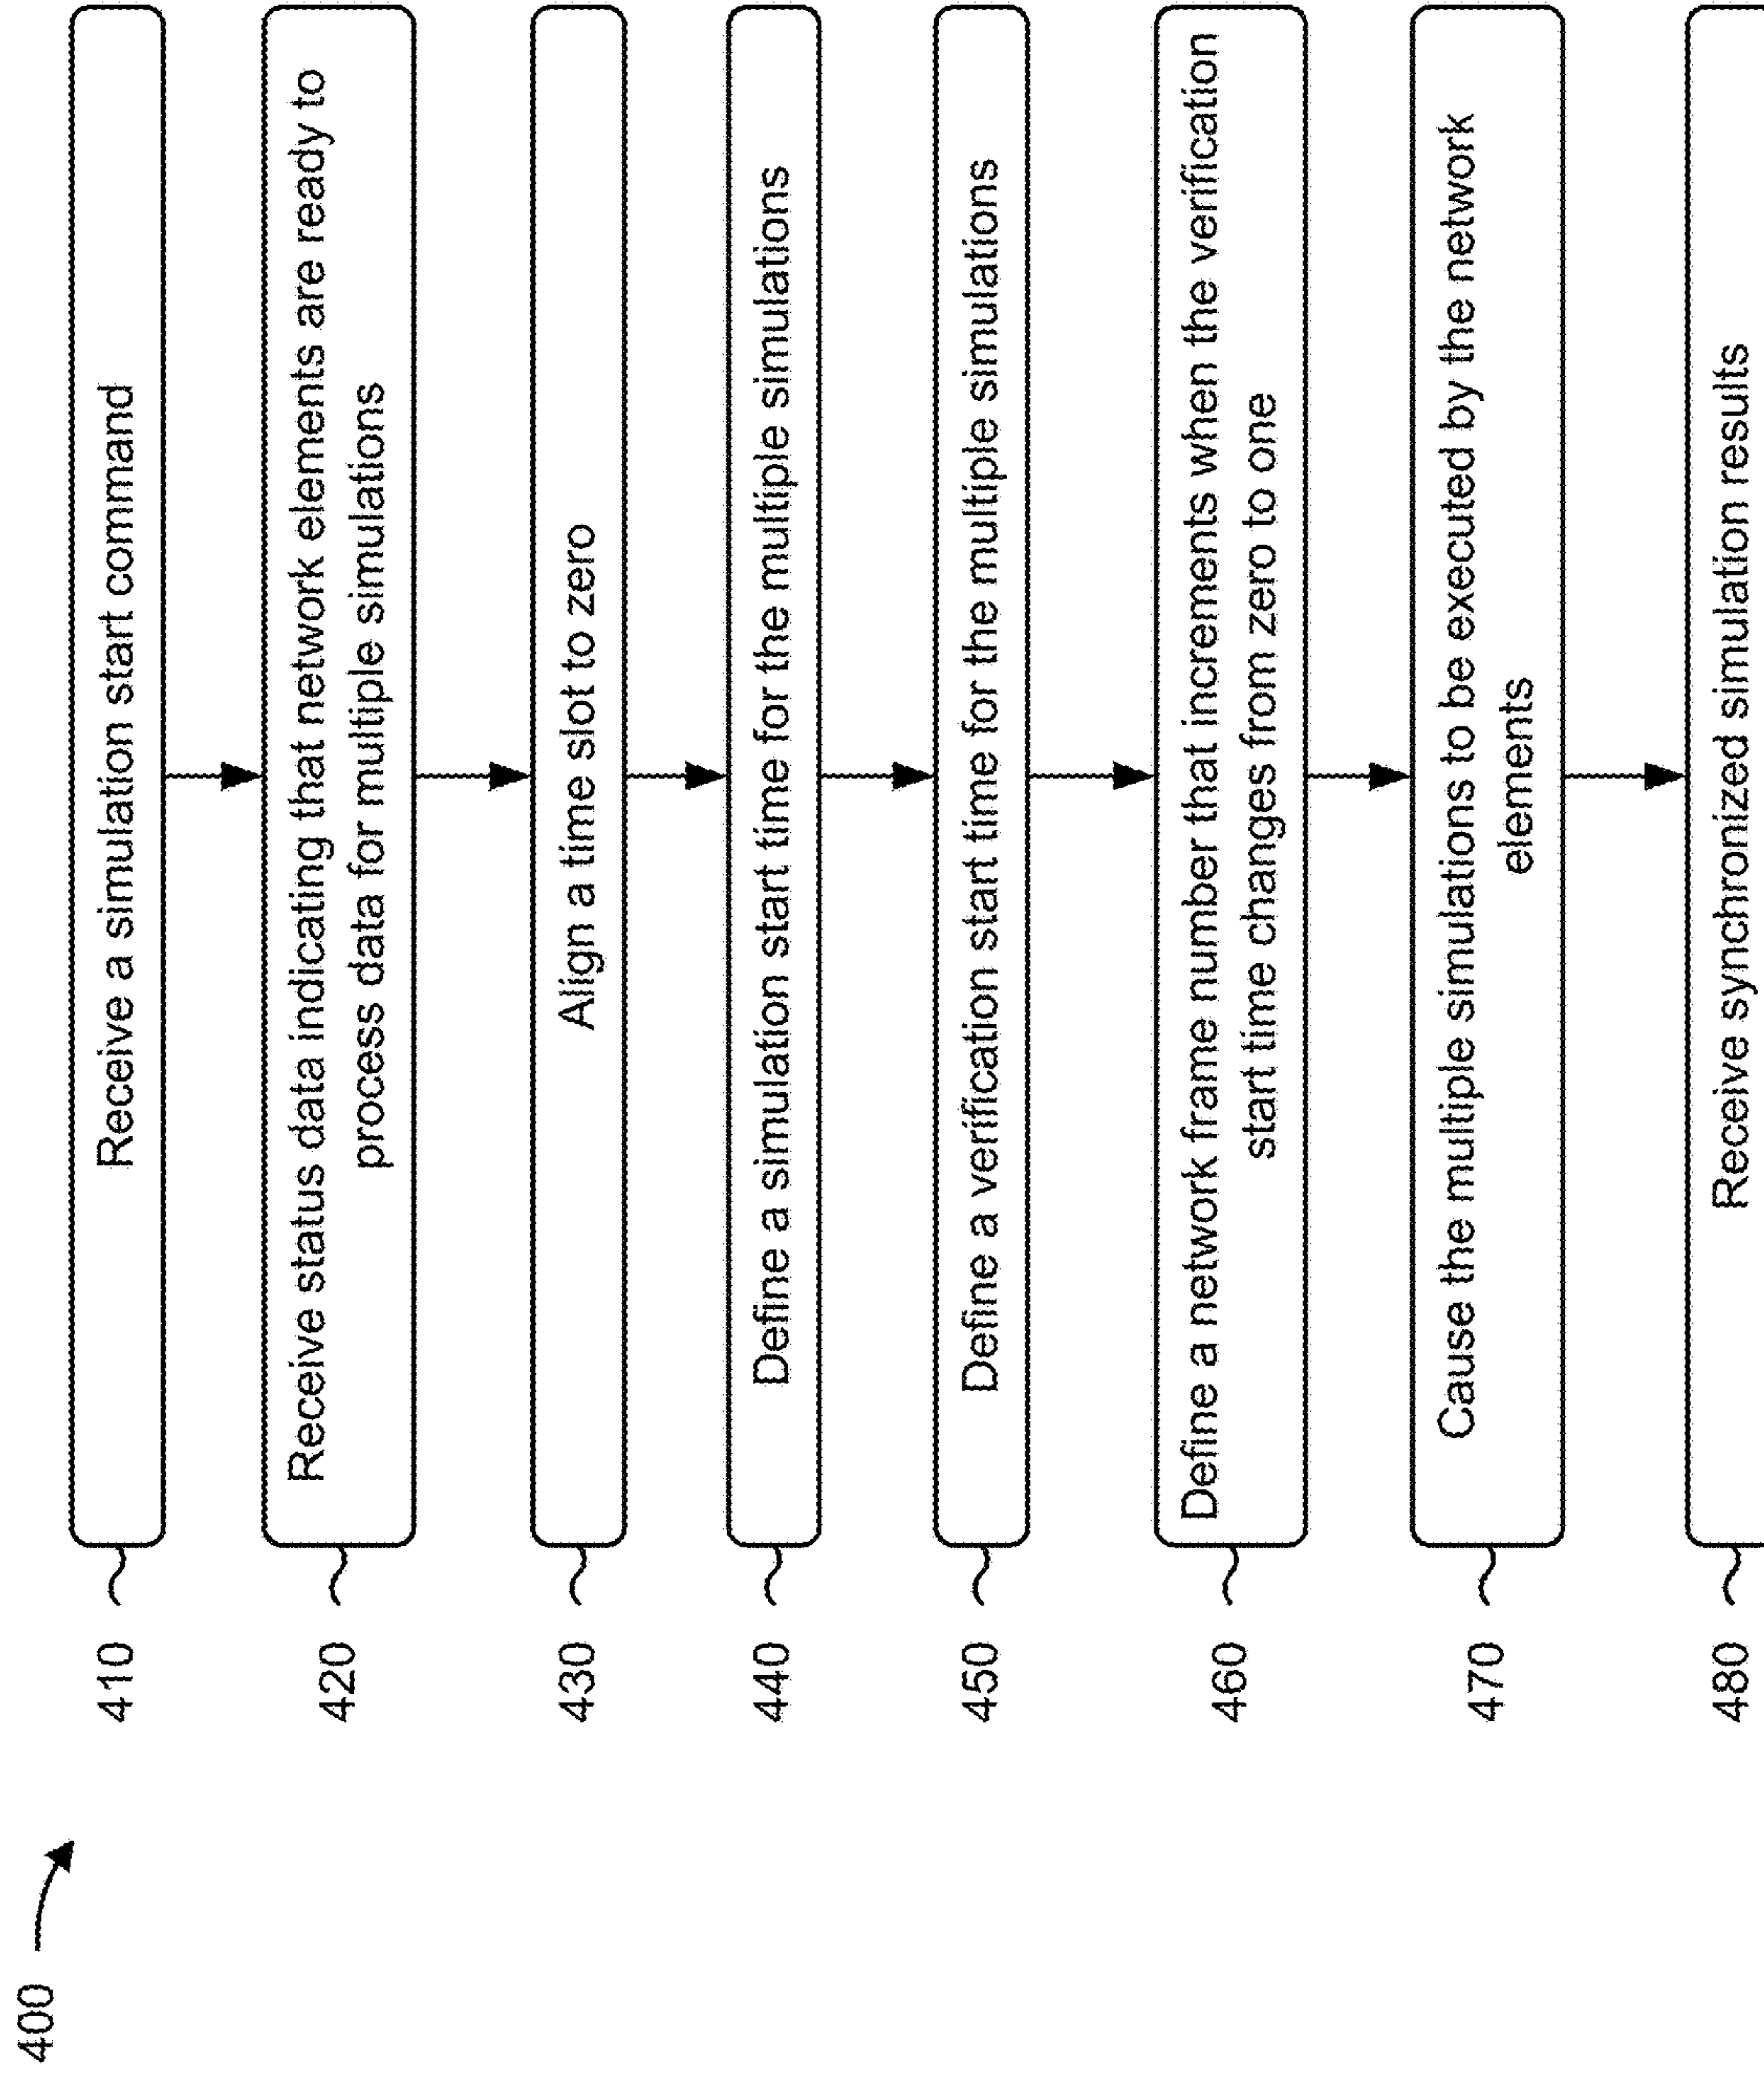 400
410
Receive a simulation start command
420
Receive status data indicating that network elements are ready to
process data for multiple simulations
430
Align a time slot to zero
440
Define a simulation start time for the multiple simulations
450
Define a verification start time for the multiple simulations
460
Define a network frame number that increments when the verification
start time changes from zero to one
470
Cause the multiple simulations to be executed by the network
elements
480
Receive synchronized simulation results